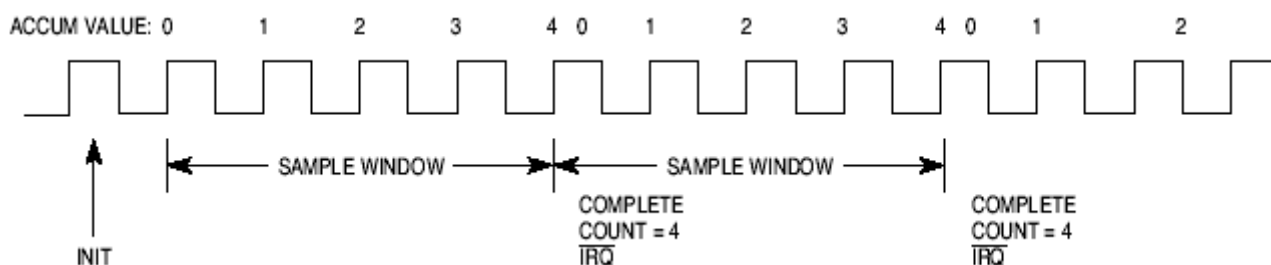 ACCUM VALUE: 0 1 2 3 4 0 1 2 3 4 0 1 2
SAMPLE WINDOW SAMPLE WINDOW
INIT
COMPLETE
COUNT = 4
IRQ
COMPLETE
COUNT = 4
IRQ